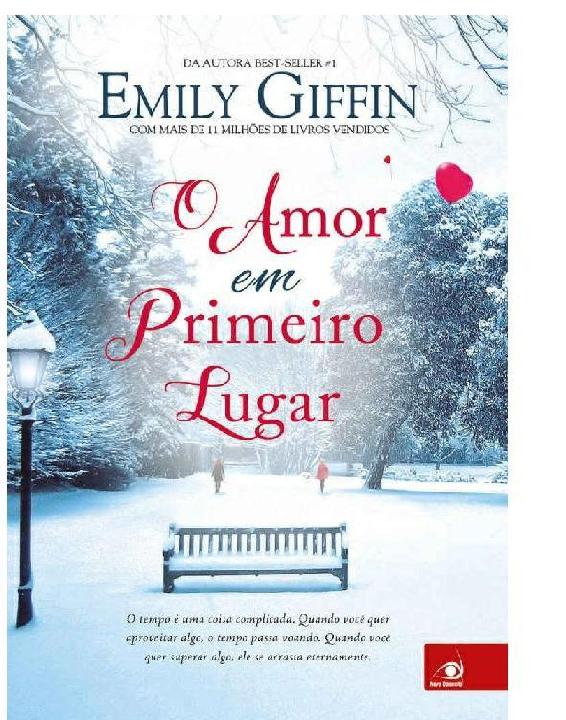 DA AUTORA BEST-SELLER #1
EMILY GIFFIN
COM MAIS DE 11 MILHÕES DE LIVROS VENDIDOS
O Amor
em
Primeiro
Lugar
O tempo é uma coisa complicada. Quando você quer
aproveitar algo, o tempo passa voando. Quando você
quer superar algo, ele se arrasta eternamente.
Novo Conceito